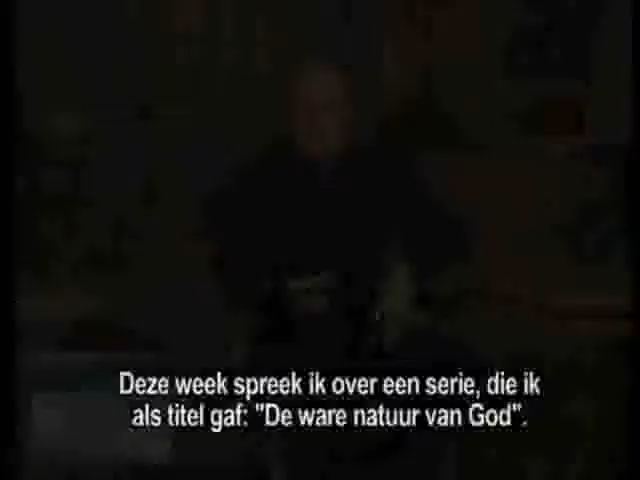 Deze week spreek ik over een serie, die ik
als titel gaf: "De ware natuur van God".